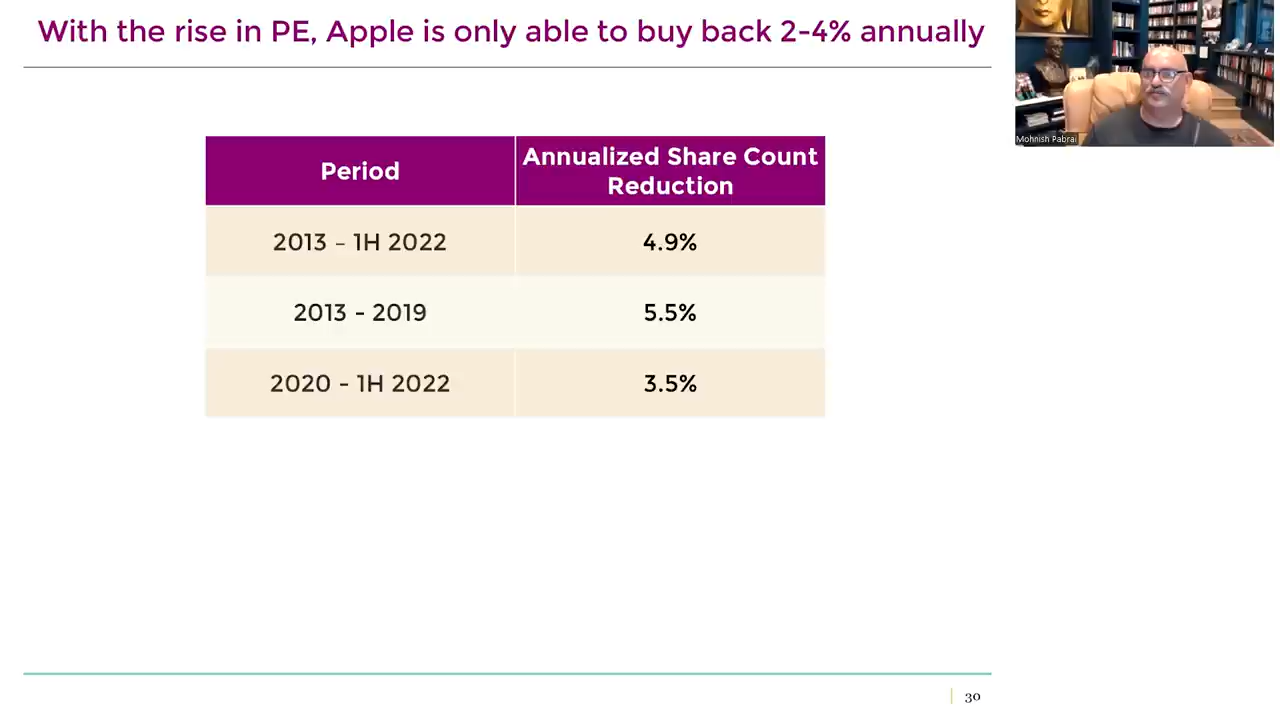 With the rise in PE, Apple is only able to buy back 2-4% annually
Mohnish Pabrai
Period
Annualized Share Count
Reduction
2013 – 1H 2022
4.9%
2013 - 2019
5.5%
2020 - 1H 2022
3.5%
30